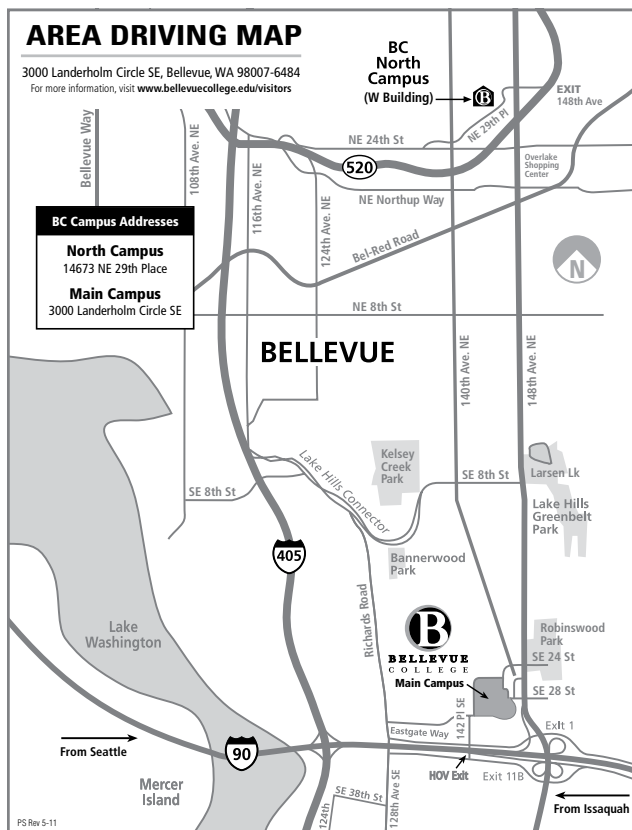 AREA DRIVING MAP
3000 Landerholm Circle SE, Bellevue, WA 98007-6484
For more information, visit www.bellevuecollege.edu/visitors
BC
North
Campus
(W Building)
B
EXIT
148th Ave
NE 29th Pl
NE 24th St
520
Overlake
Shopping
Center
Bellevue Way
108th Ave. NE
116th Ave. NE
124th Ave. NE
NE Northup Way
Bel-Red Road
BC Campus Addresses
North Campus
14673 NE 29th Place
Main Campus
3000 Landerholm Circle SE
N
NE 8th St
BELLEVUE
140th Ave. NE
148th Ave. NE
Kelsey
Creek
Park
Lake Hills Connector
SE 8th St
SE 8th St
Larsen Lk
Lake Hills
Greenbelt
Park
405
Bannerwood
Park
Richards Road
Lake
Washington
B
BELLEVUE
COLLEGE
Main Campus
Robinswood
Park
SE 24 St
SE 28 St
142 Pl SE
Eastgate Way
Exit 1
From Seattle
90
HOV Exit
Exit 11B
Mercer
Island
SE 38th St
124th
128th Ave SE
From Issaquah
PS Rev 5-11